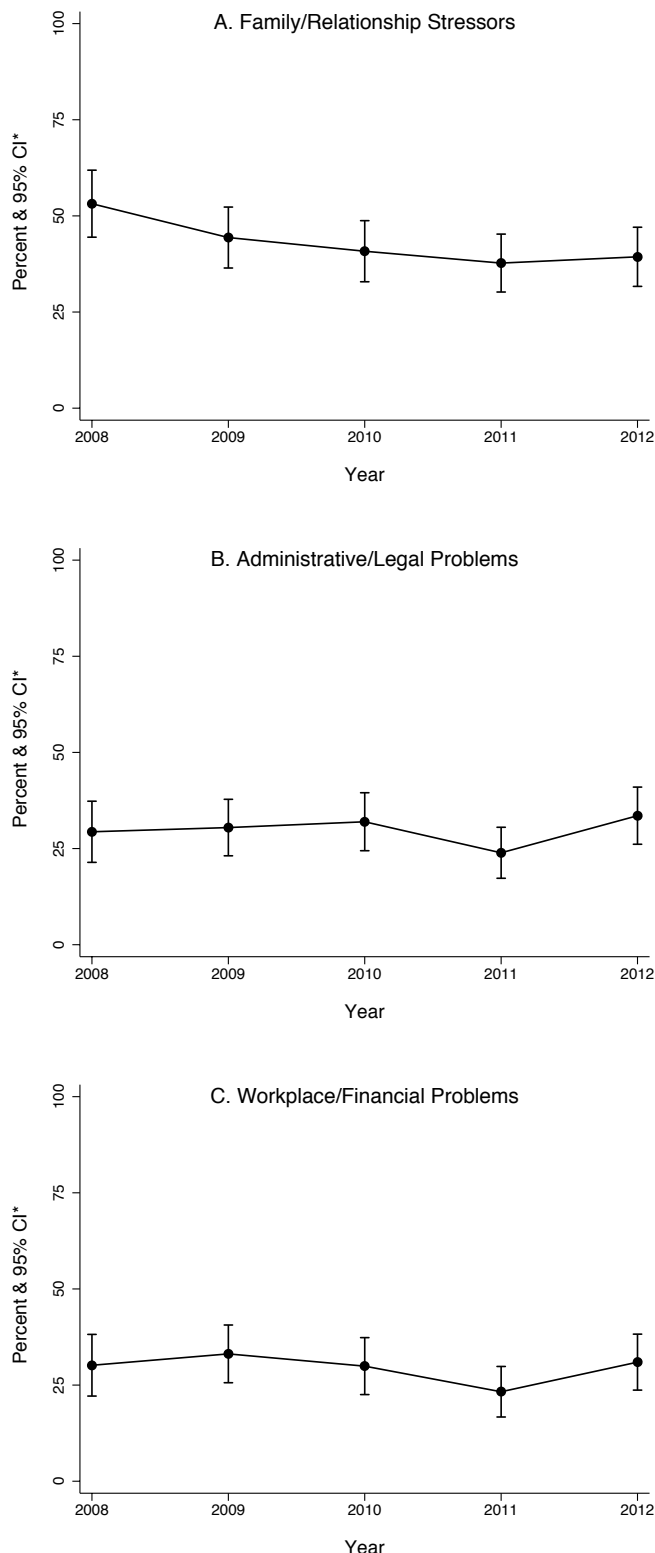 A. Family/Relationship Stressors
100
75
50
25
0
Percent & 95% CI*
2008 2009 2010 2011 2012
Year
B. Administrative/Legal Problems
100
75
50
25
0
Percent & 95% CI*
2008 2009 2010 2011 2012
Year
C. Workplace/Financial Problems
100
75
50
25
0
Percent & 95% CI*
2008 2009 2010 2011 2012
Year